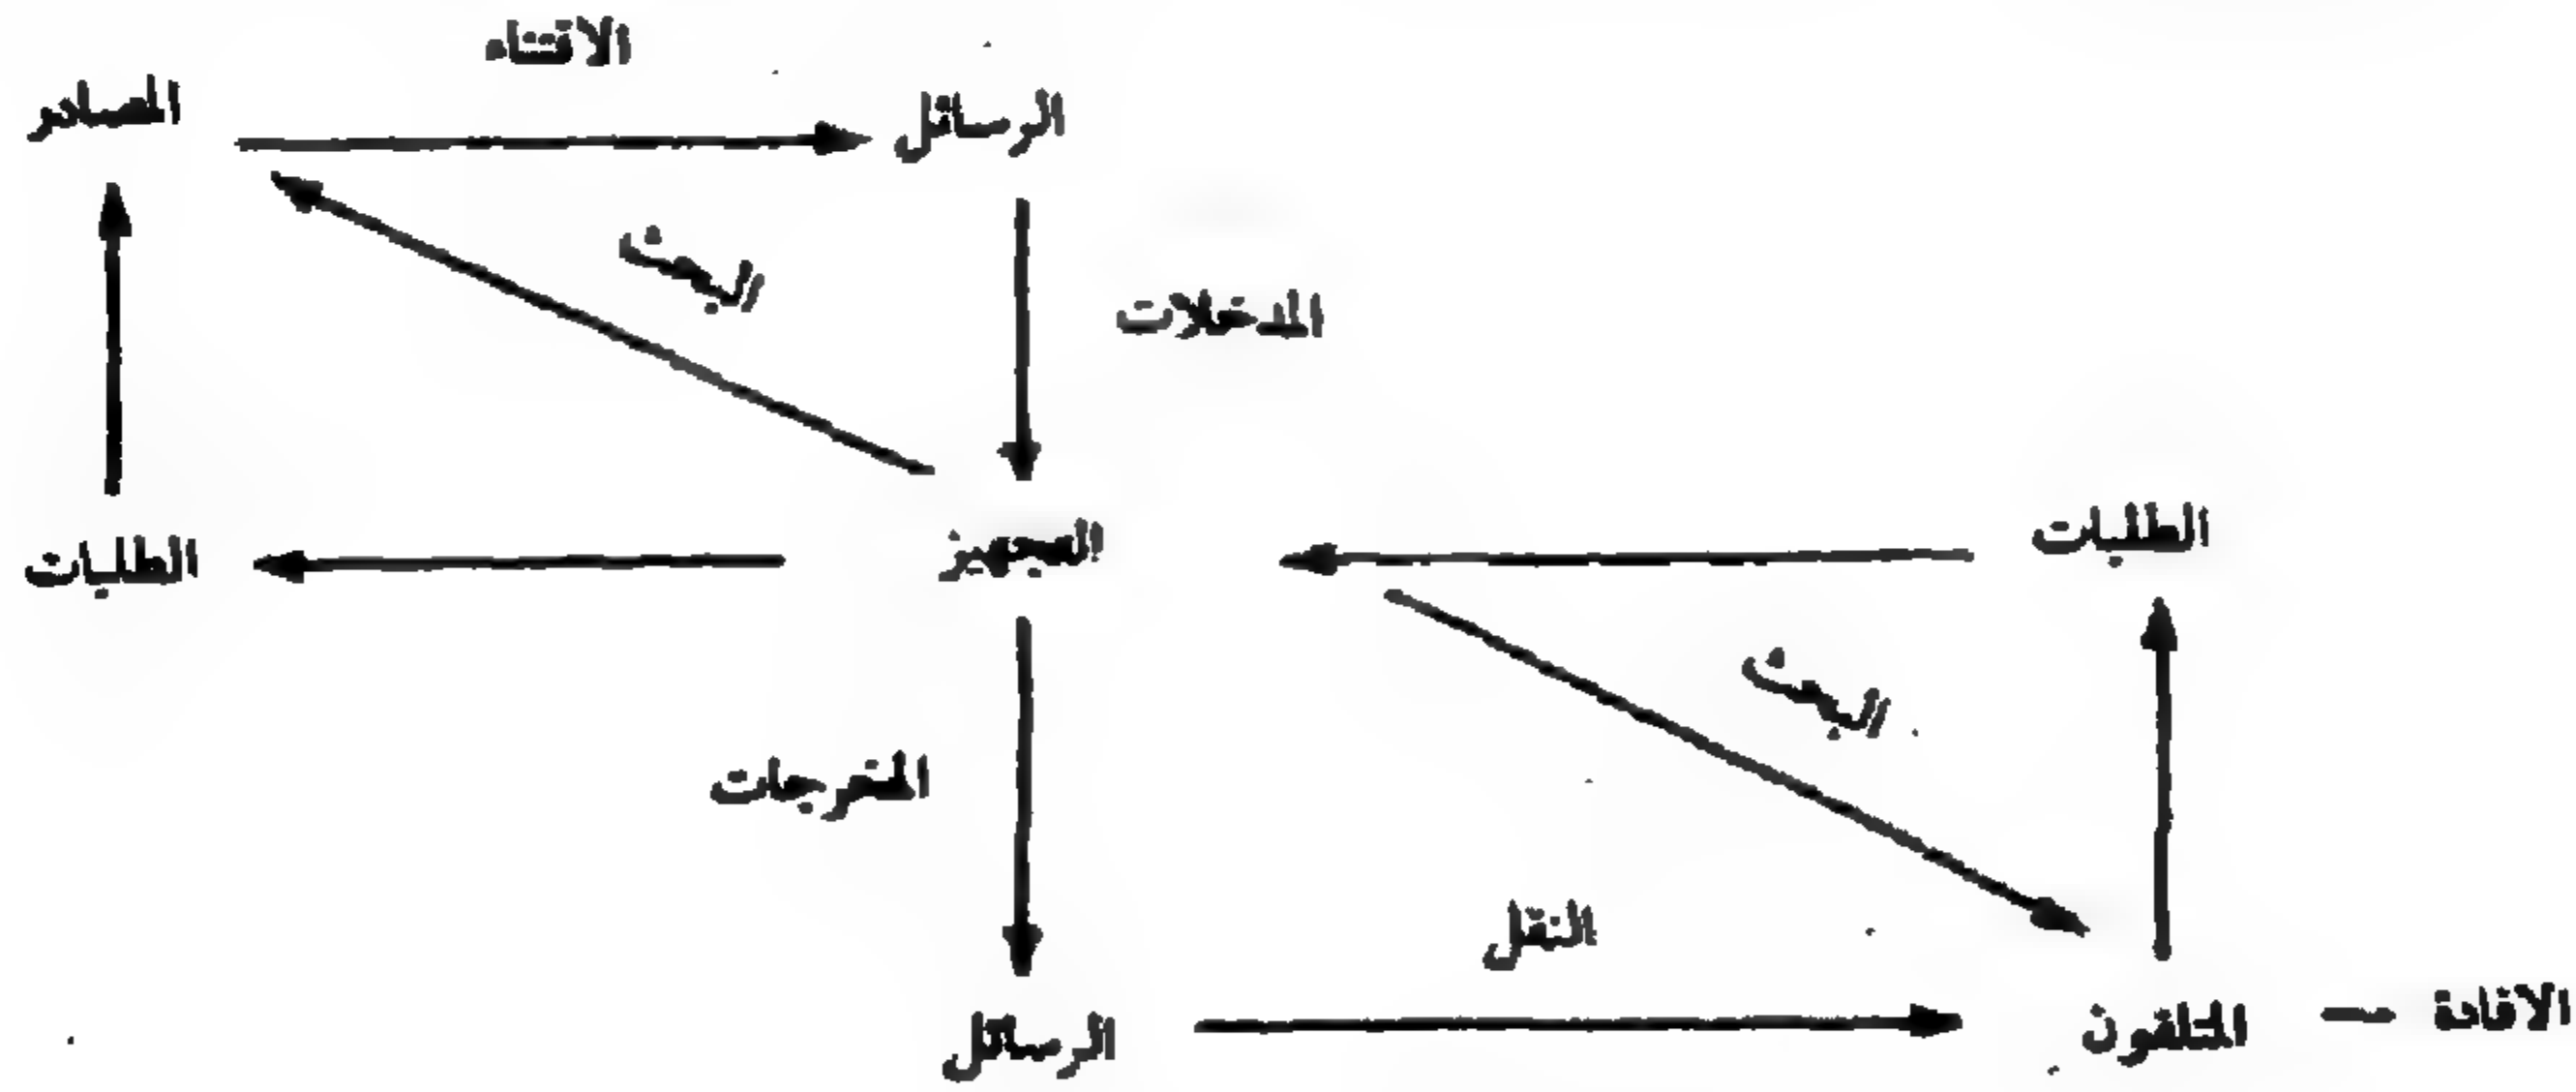 الاقتناء
المصادر
الرسائل
البحث
المدخلات
الطلبات
التجهيز
الطلبات
البحث
المخرجات
النقل
الافادة — المتلقون
الرسائل